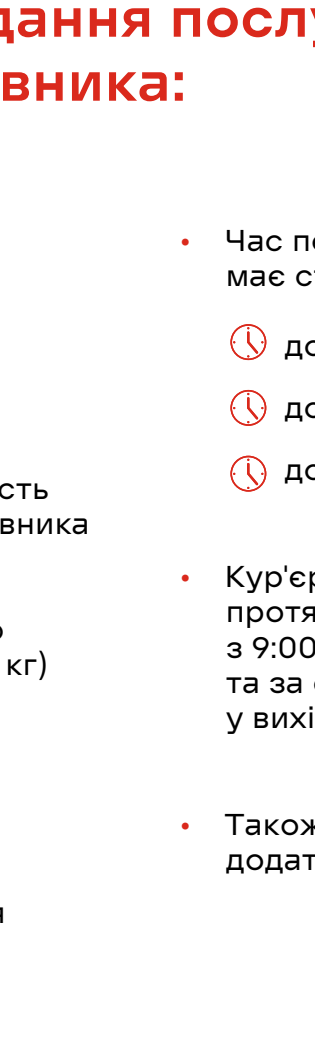 дання послу
вника:
сть
вника
кг)
я
Час по
має ст
до
до
до
Кур'єр
протя
з 9:00
та за
у вихі
Також
додат